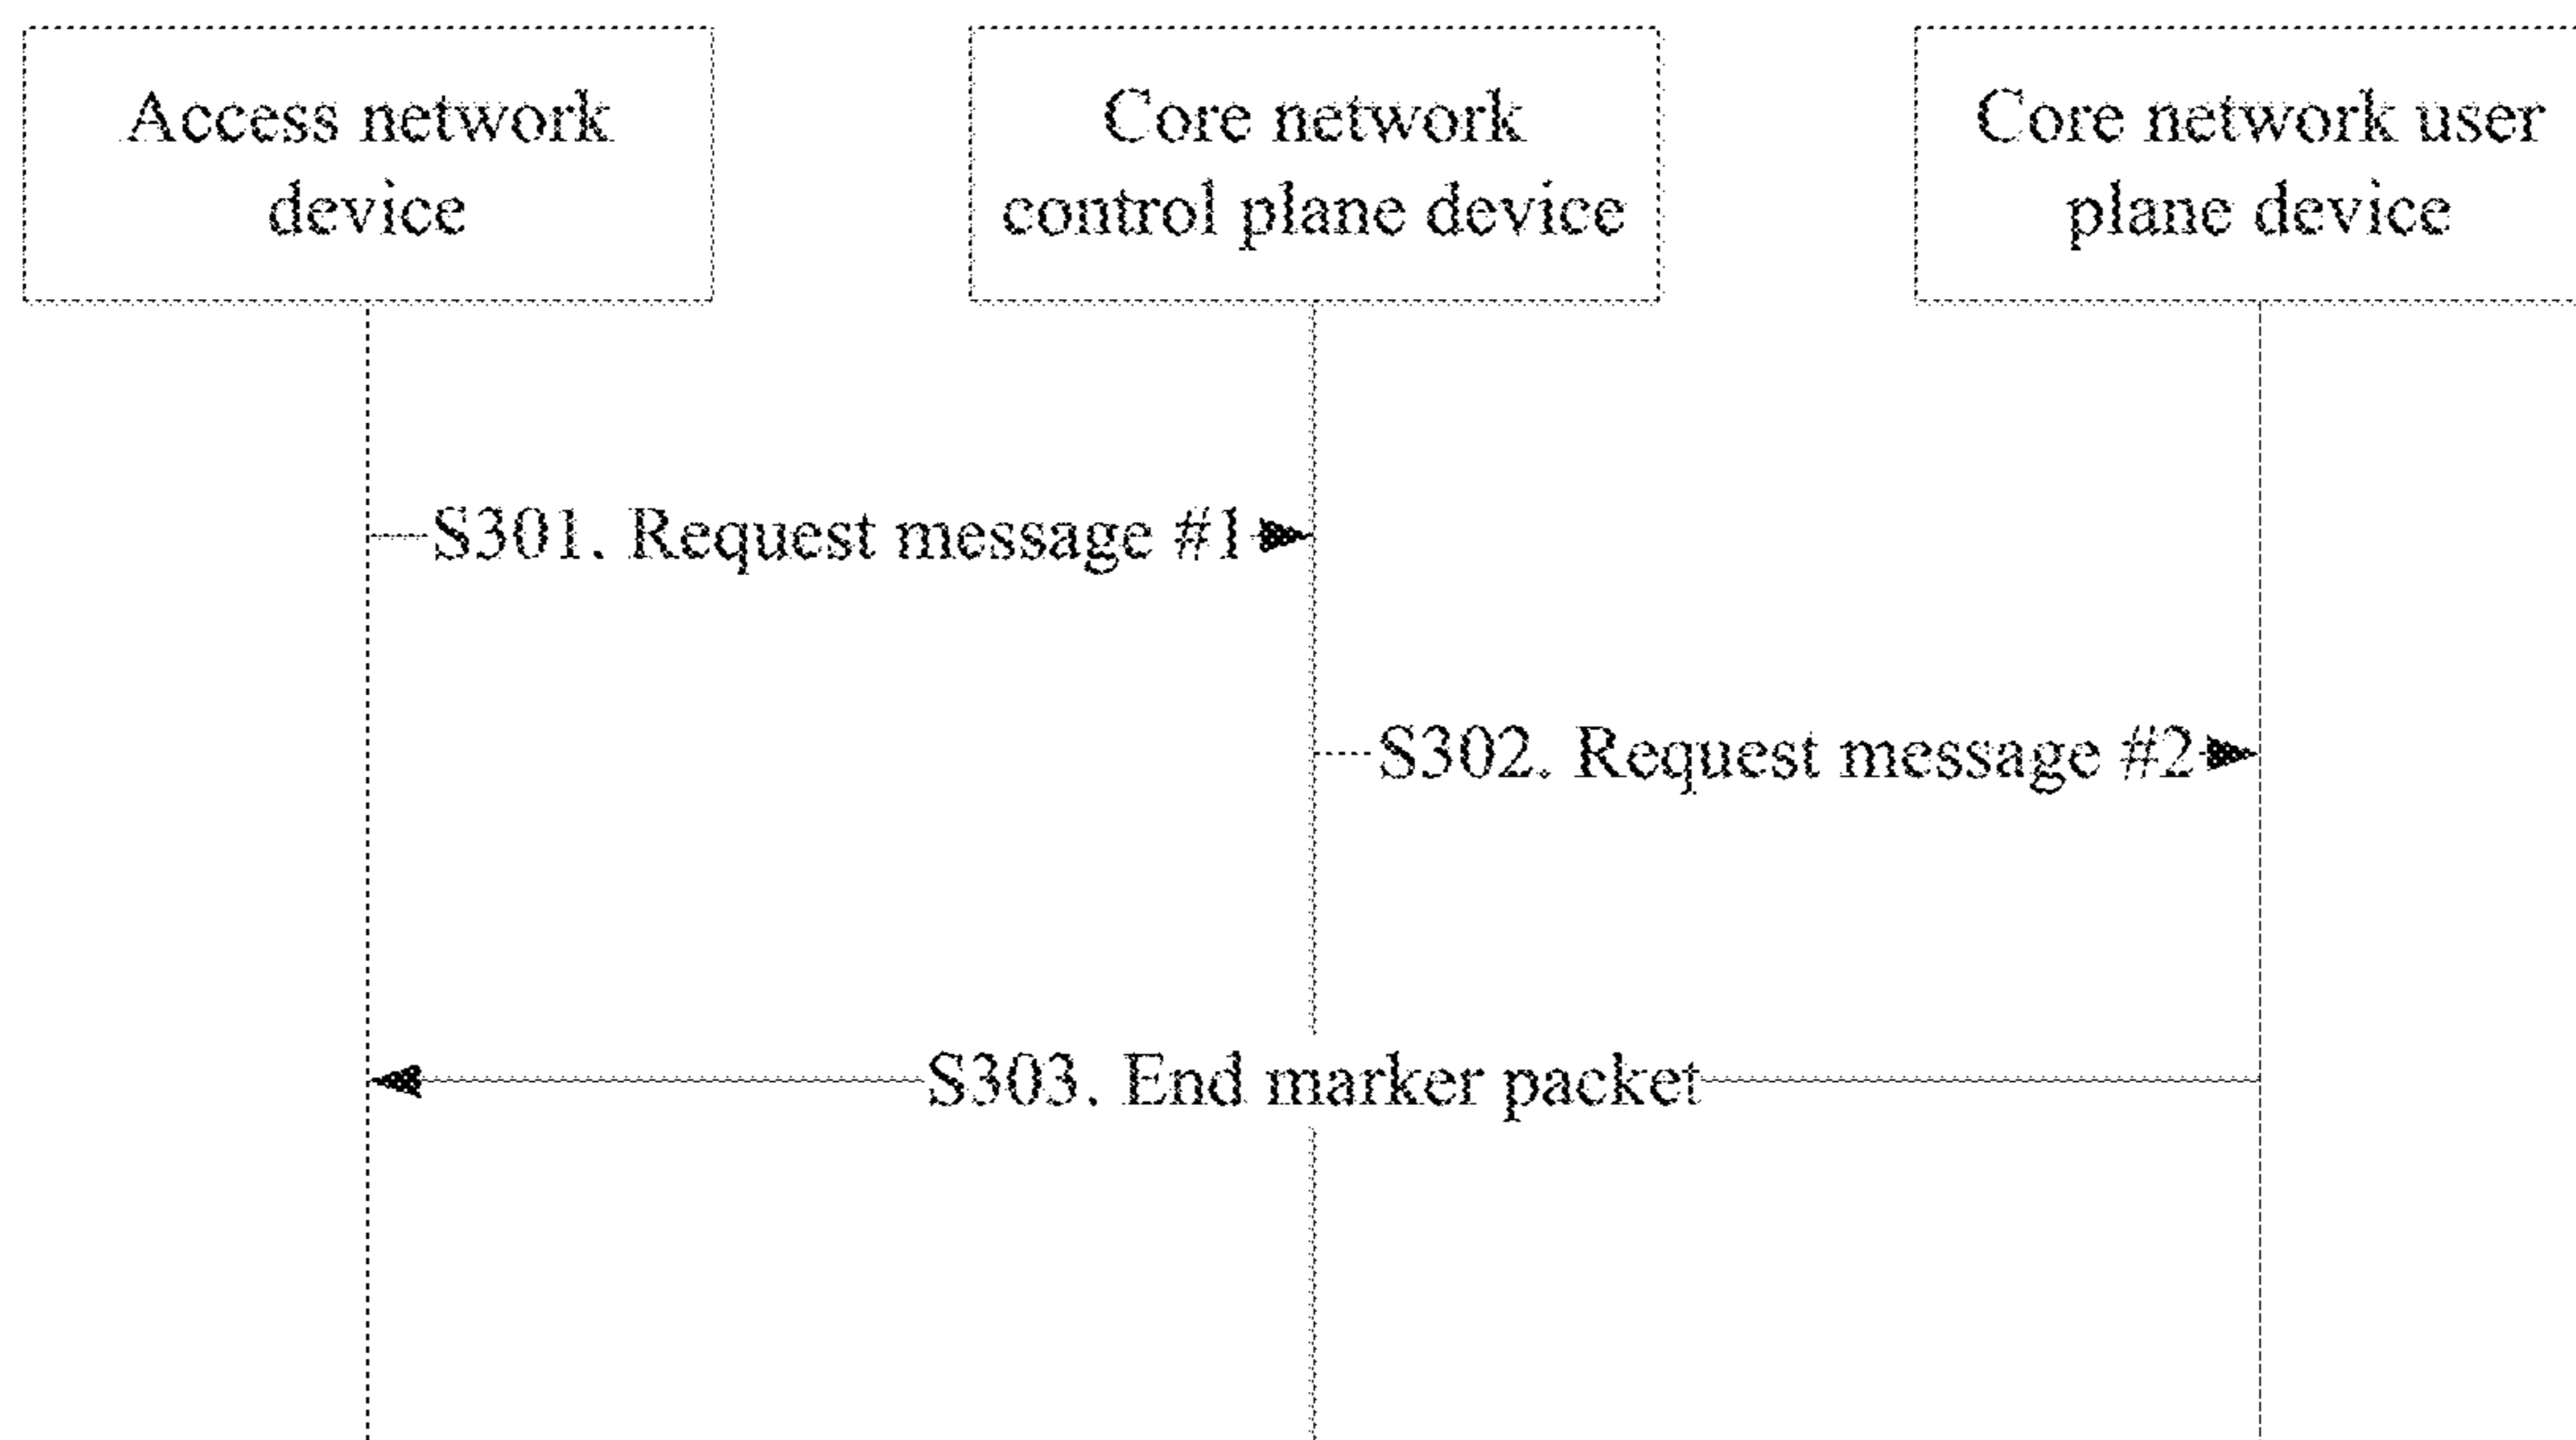 Access network
device
Core network
control plane device
Core network user
plane device
S301. Request message #1
S302. Request message #2
S303. End marker packet